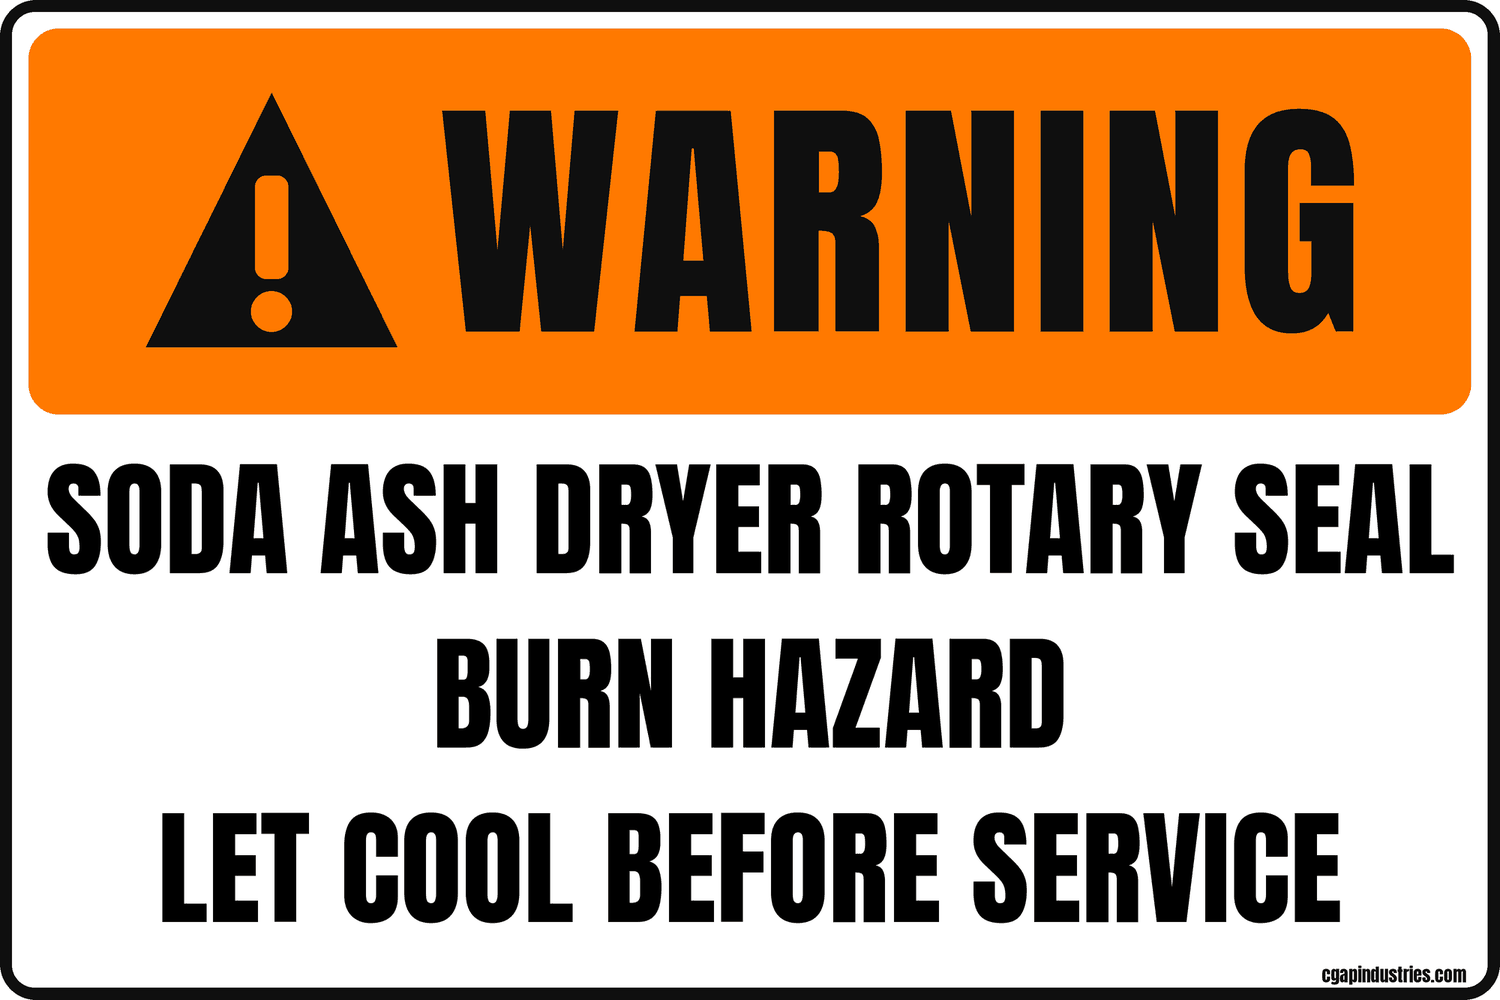 WARNING
SODA ASH DRYER ROTARY SEAL
BURN HAZARD
LET COOL BEFORE SERVICE
cgapindustries.com